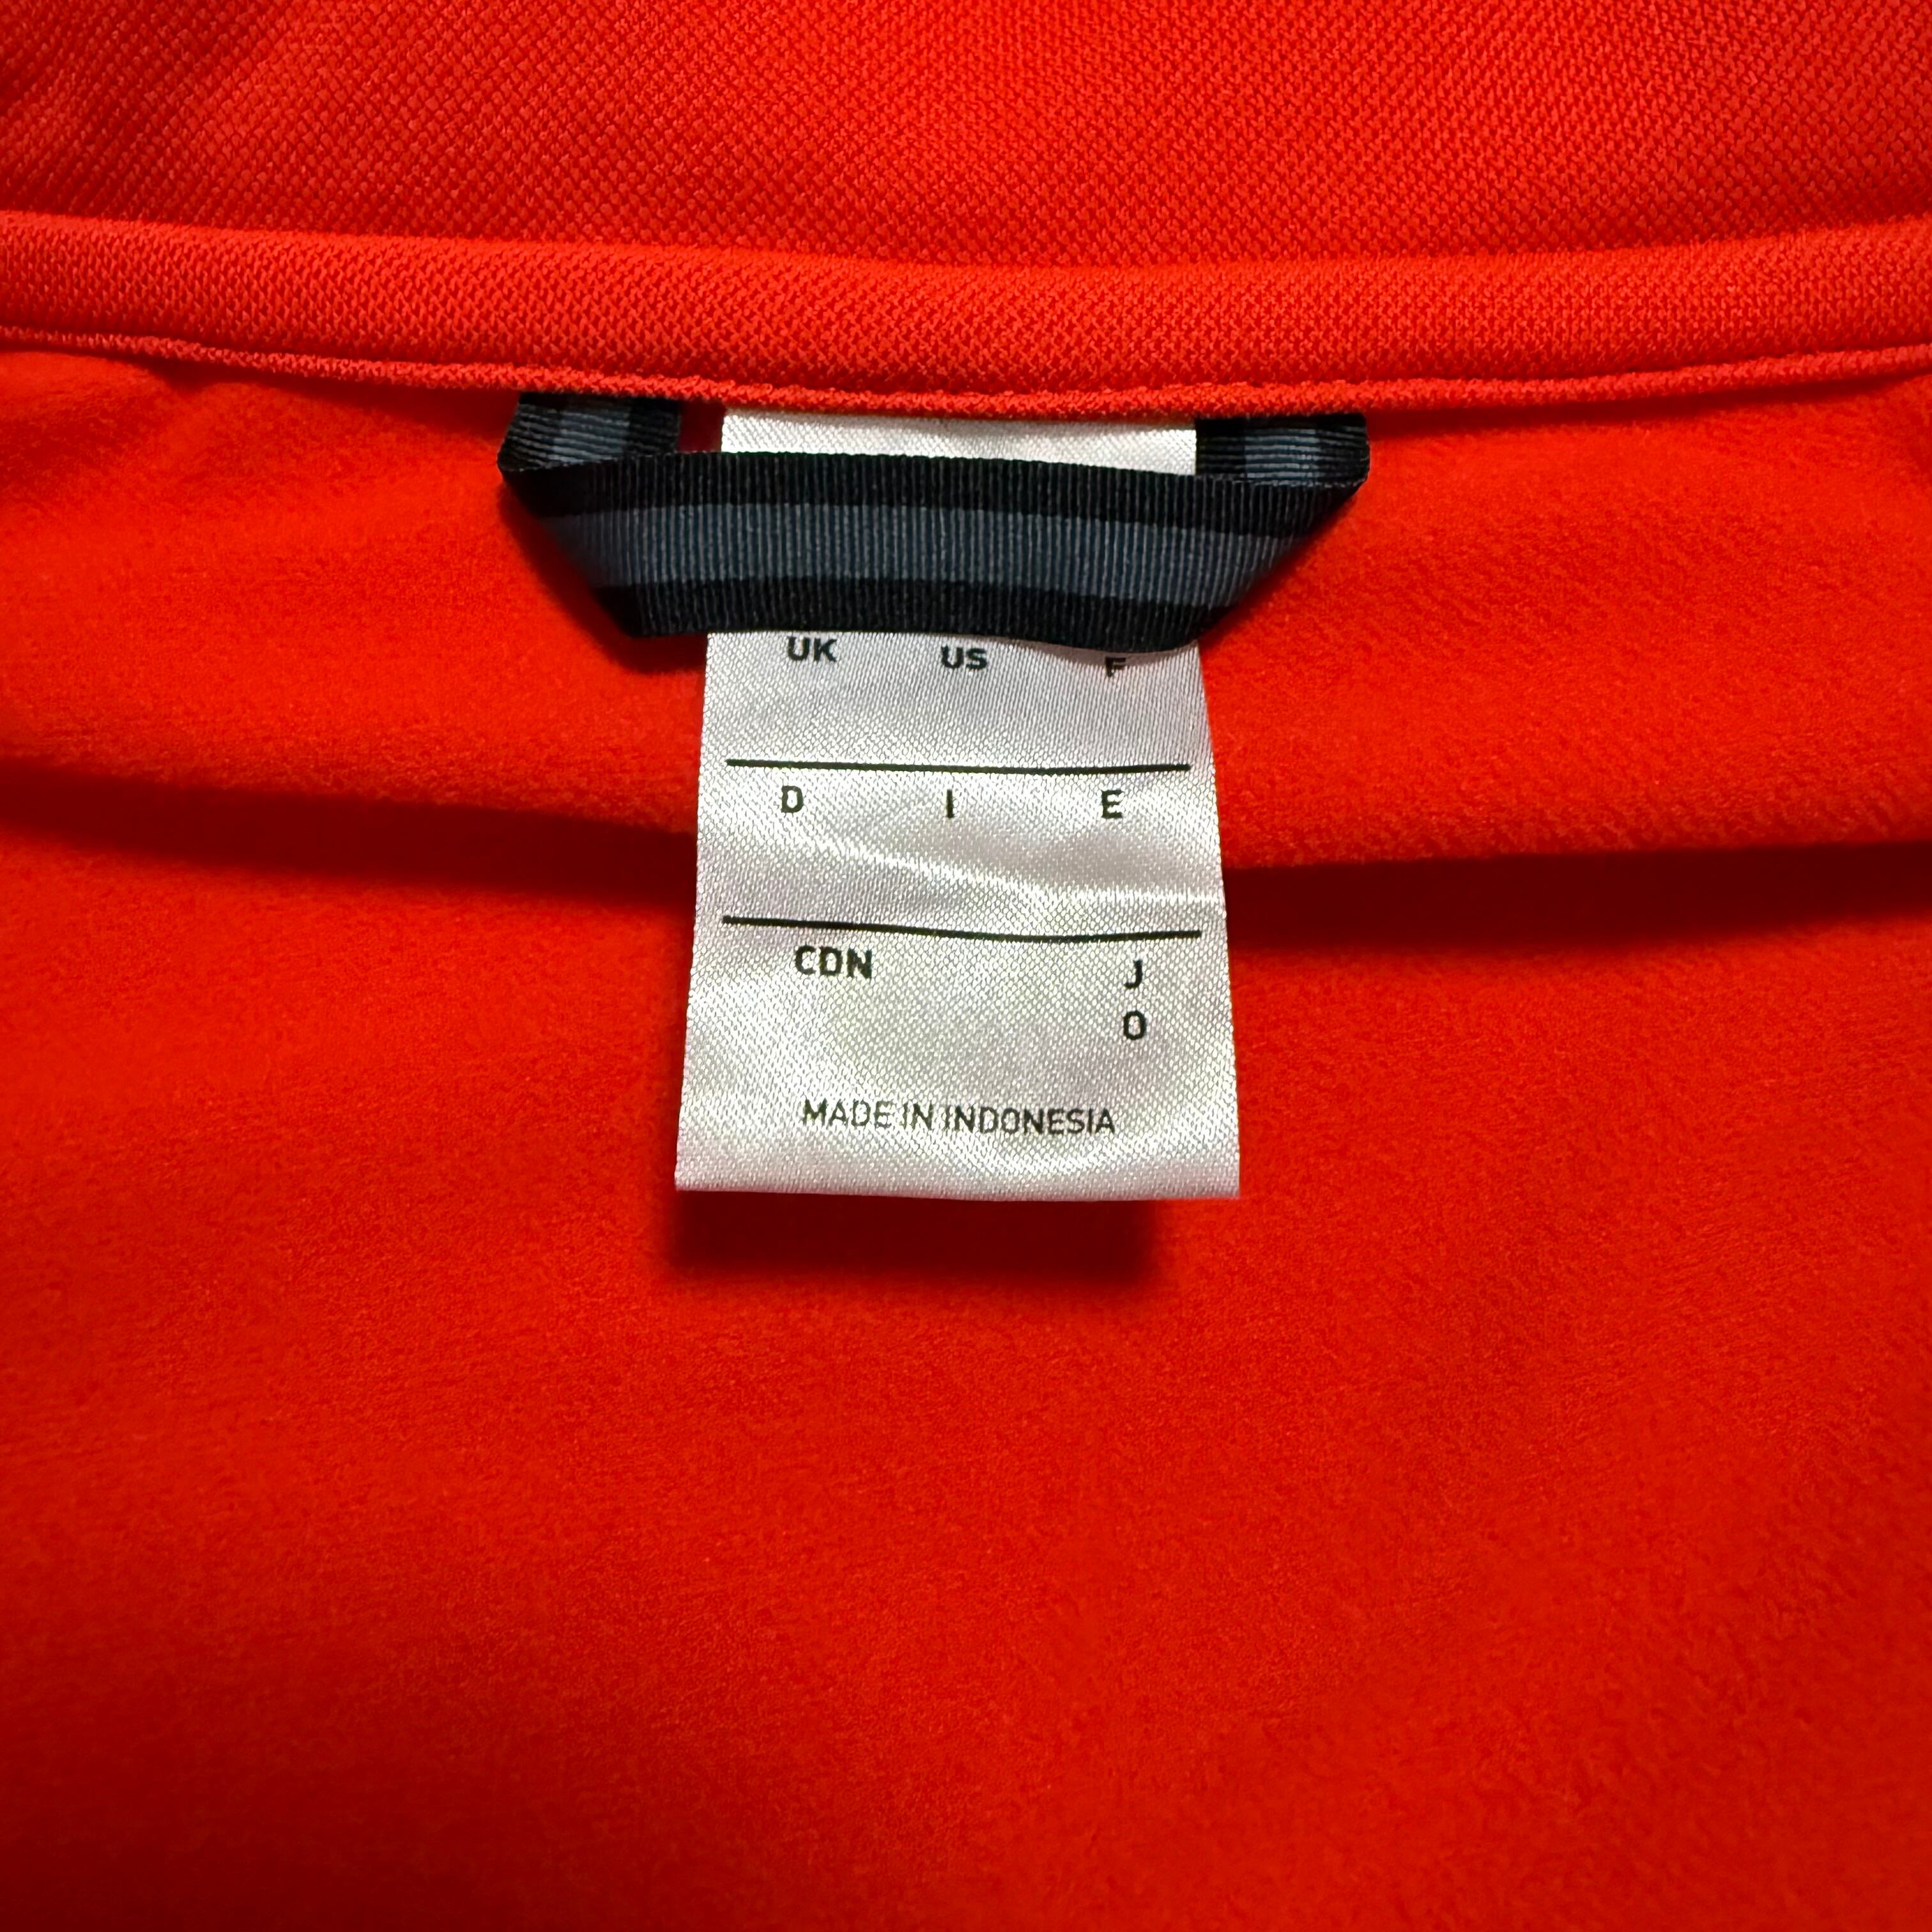 UK US F
D I E
CDN J
O
MADE IN INDONESIA